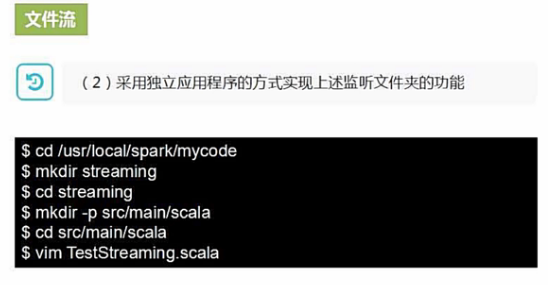 文件流
（2）采用独立应用程序的方式实现上述监听文件夹的功能
$ cd /usr/local/spark/mycode
$ mkdir streaming
$ cd streaming
$ mkdir -p src/main/scala
$ cd src/main/scala
$ vim TestStreaming.scala